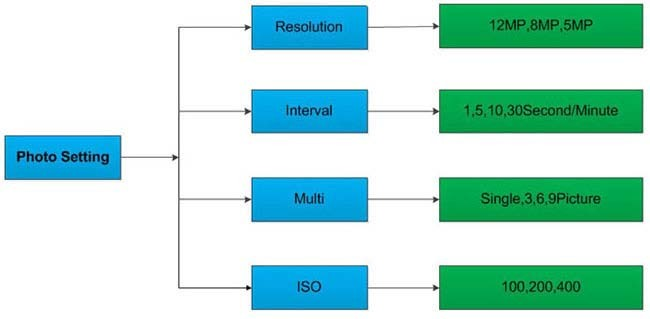 Resolution
12MP,8MP,5MP
Interval
1,5,10,30Second/Minute
Photo Setting
Multi
Single,3,6,9Picture
ISO
100,200,400